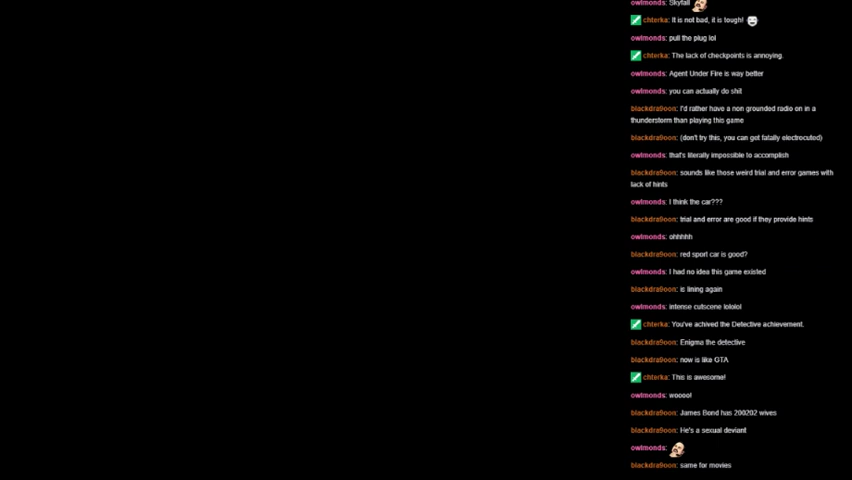 owlmonds: Skyfall
chterka: It is not bad, it is tough!
owlmonds: pull the plug lol
chterka: The lack of checkpoints is annoying.
owlmonds: Agent Under Fire is way better
owlmonds: you can actually do shit
blackdra9oon: I'd rather have a non grounded radio on in a
thunderstorm than playing this game
blackdra9oon: (don't try this, you can get fatally electrocuted)
owlmonds: that's literally impossible to accomplish
blackdra9oon: sounds like those weird trial and error games with
lack of hints
owlmonds: I think the car???
blackdra9oon: trial and error are good if they provide hints
owlmonds: ohhhhh
blackdra9oon: red sport car is good?
owlmonds: I had no idea this game existed
blackdra9oon: is lining again
owlmonds: intense cutscene lololol
chterka: You've achived the Detective achievement.
blackdra9oon: Enigma the detective
blackdra9oon: now is like GTA
chterka: This is awesome!
owlmonds: woooo!
blackdra9oon: James Bond has 200202 wives
blackdra9oon: He's a sexual deviant
owlmonds:
blackdra9oon: same for movies